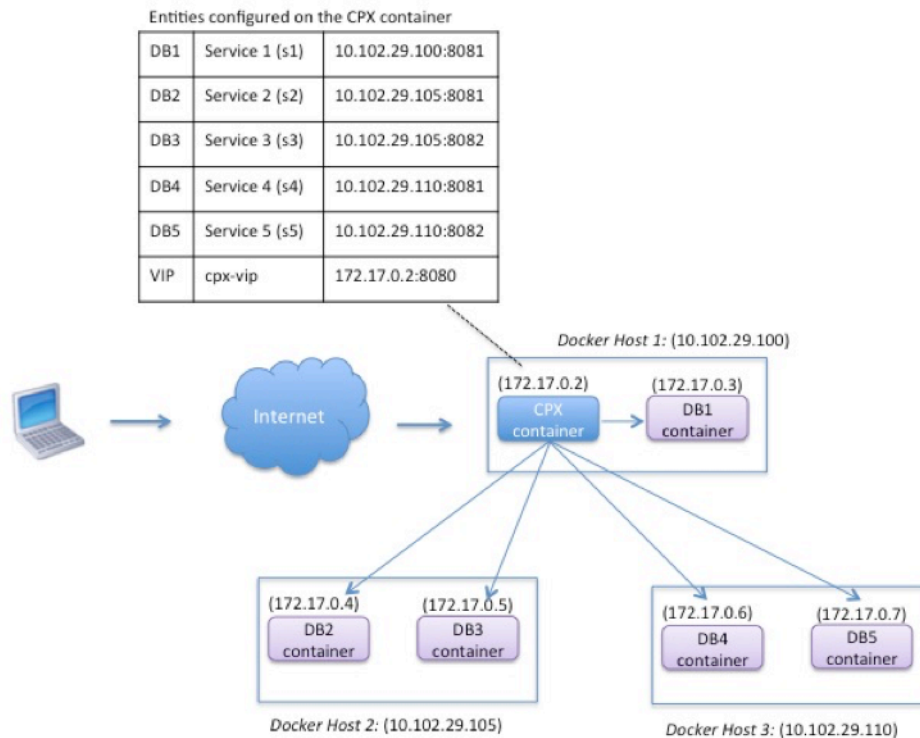 Entities configured on the CPX container
DB1 Service 1 (s1) 10.102.29.100:8081
DB2 Service 2 (s2) 10.102.29.105:8081
DB3 Service 3 (s3) 10.102.29.105:8082
DB4 Service 4 (s4) 10.102.29.110:8081
DB5 Service 5 (s5) 10.102.29.110:8082
VIP cpx-vip 172.17.0.2:8080
Docker Host 1: (10.102.29.100)
Internet
(172.17.0.2)
CPX
container
(172.17.0.3)
DB1
container
(172.17.0.4)
DB2
container
(172.17.0.5)
DB3
container
Docker Host 2: (10.102.29.105)
(172.17.0.6)
DB4
container
(172.17.0.7)
DB5
container
Docker Host 3: (10.102.29.110)